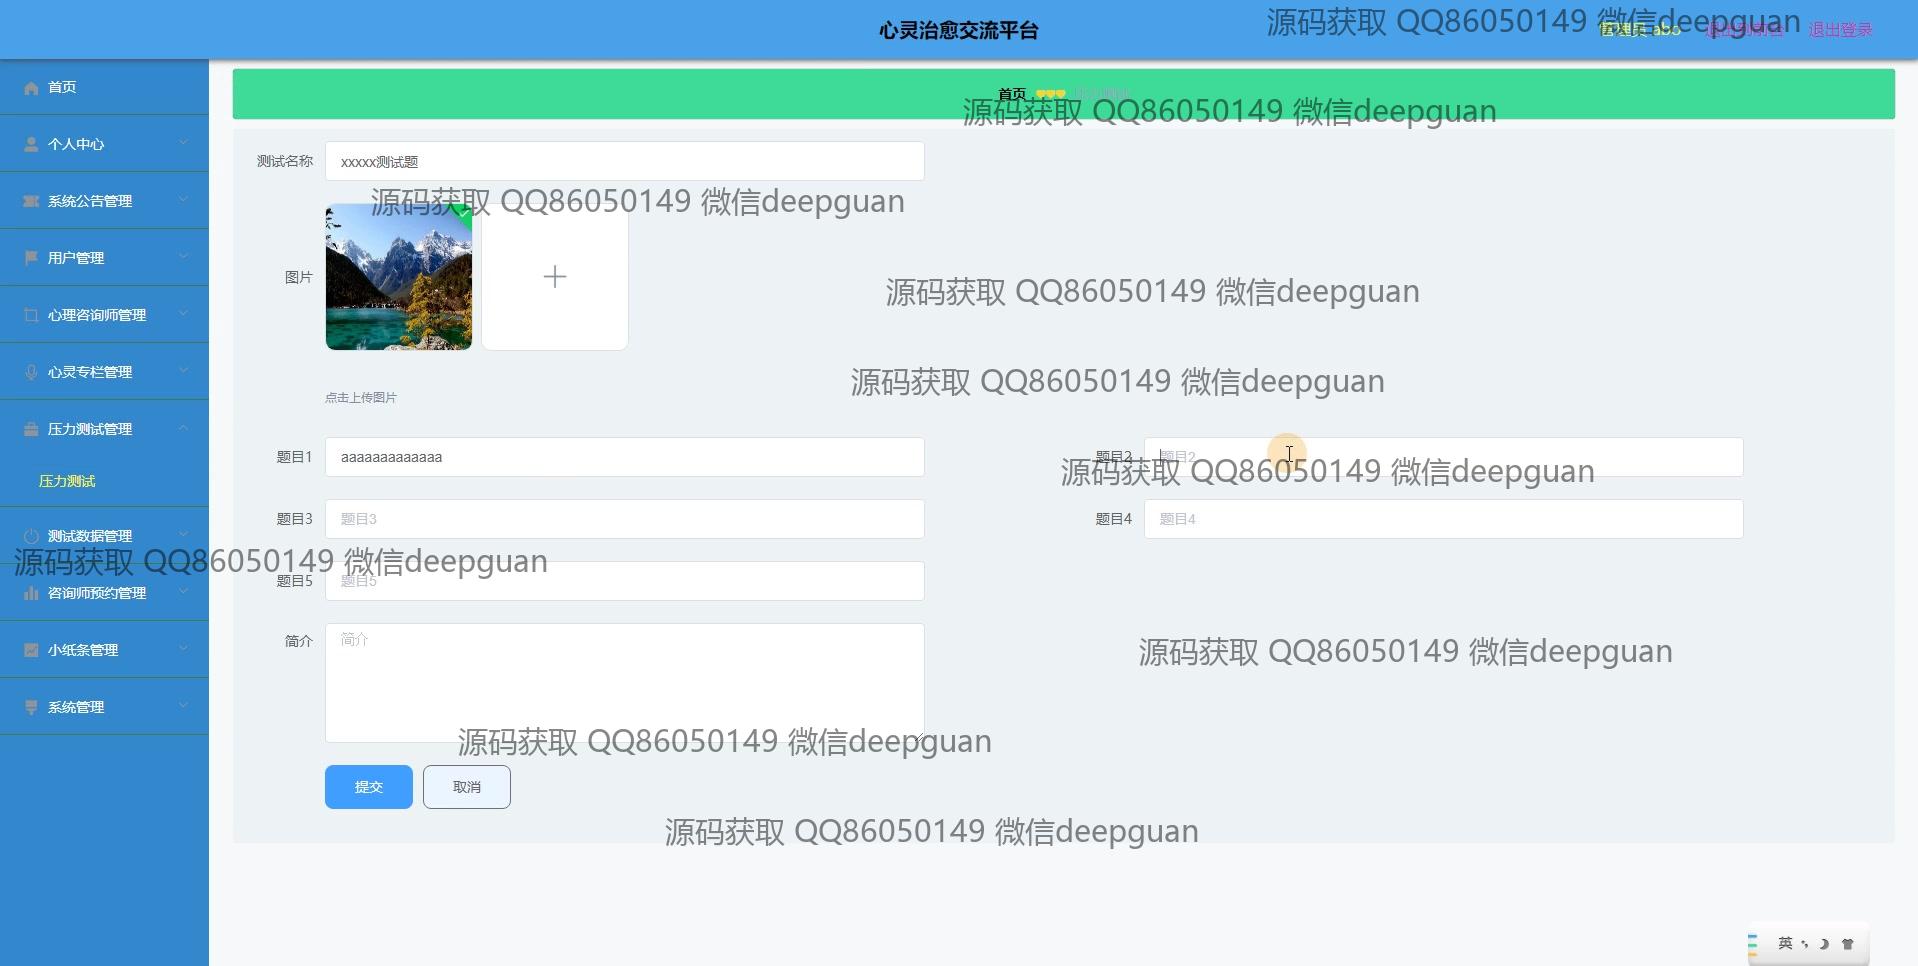 心灵治愈交流平台
源码获取 QQ86050149 微信deepguan
管理员 abo
退出到前台
退出登录
首页
个人中心
系统公告管理
用户管理
心理咨询师管理
心灵专栏管理
压力测试管理
压力测试
测试数据管理
咨询师预约管理
小纸条管理
系统管理
首页
压力测试
源码获取 QQ86050149 微信deepguan
测试名称
xxxxx测试题
源码获取 QQ86050149 微信deepguan
图片
源码获取 QQ86050149 微信deepguan
源码获取 QQ86050149 微信deepguan
点击上传图片
题目1
aaaaaaaaaaaaa
题目2
题目2
源码获取 QQ86050149 微信deepguan
题目3
题目3
题目4
题目4
源码获取 QQ86050149 微信deepguan
题目5
题目5
简介
简介
源码获取 QQ86050149 微信deepguan
源码获取 QQ86050149 微信deepguan
提交
取消
源码获取 QQ86050149 微信deepguan
英